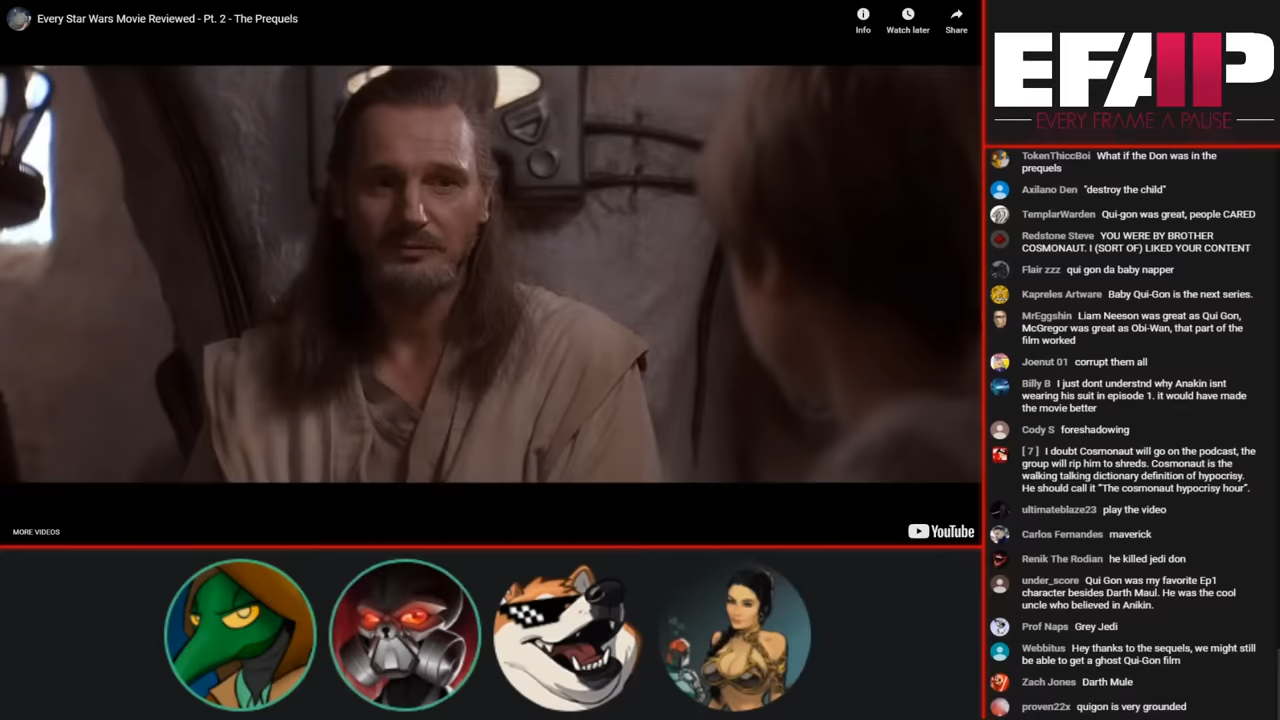 Every Star Wars Movie Reviewed - Pt. 2 - The Prequels
Info
Watch later
Share
MORE VIDEOS
YouTube
EFAP
EVERY FRAME A PAUSE
TokenThiccBoi What if the Don was in the
prequels
Axilano Den "destroy the child"
TemplarWarden Qui-gon was great, people CARED
Redstone Steve YOU WERE BY BROTHER
COSMONAUT. I (SORT OF) LIKED YOUR CONTENT
Flair zzz qui gon da baby napper
Kapreles Artware Baby Qui-Gon is the next series.
MrEggshin Liam Neeson was great as Qui Gon,
McGregor was great as Obi-Wan, that part of the
film worked
Joenut 01 corrupt them all
Billy B I just dont understnd why Anakin isnt
wearing his suit in episode 1. it would have made
the movie better
Cody S foreshadowing
[ 7 ] I doubt Cosmonaut will go on the podcast, the
group will rip him to shreds. Cosmonaut is the
walking talking dictionary definition of hypocrisy.
He should call it "The cosmonaut hypocrisy hour".
ultimateblaze23 play the video
Carlos Fernandes maverick
Renik The Rodian he killed jedi don
under_score Qui Gon was my favorite Ep1
character besides Darth Maul. He was the cool
uncle who believed in Anikin.
Prof Naps Grey Jedi
Webbitus Hey thanks to the sequels, we might still
be able to get a ghost Qui-Gon film
Zach Jones Darth Mule
proven22x quigon is very grounded